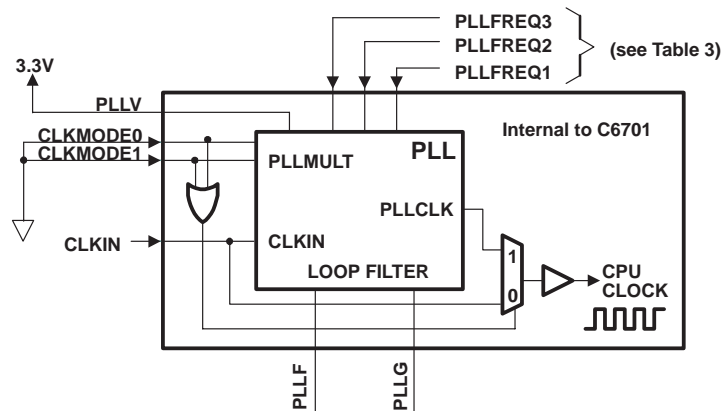 PLLFREQ3
PLLFREQ2
PLLFREQ1
(see Table 3)
3.3V
PLLV
CLKMODE0
CLKMODE1
Internal to C6701
PLL
PLLMULT
PLLCLK
CLKIN
CLKIN
LOOP FILTER
1
0
CPU
CLOCK
PLLF
PLLG